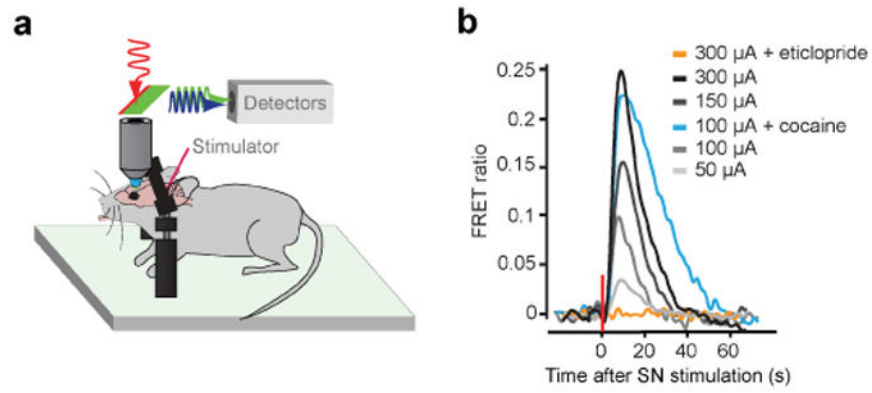 a
Detectors
Stimulator
b
300 µA + eticlopride
300 µA
150 µA
100 µA + cocaine
100 µA
50 µA
FRET ratio
0.25
0.2
0.15
0.1
0.05
0
0 20 40 60
Time after SN stimulation (s)